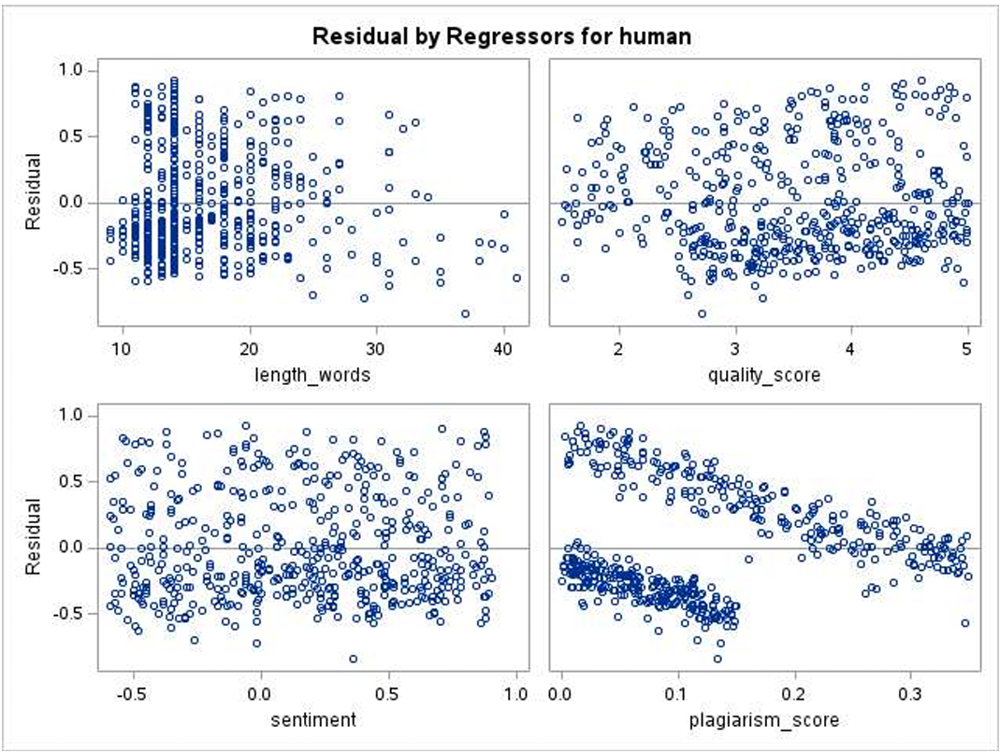 Residual by Regressors for human
1.0
0.5
0.0
-0.5
Residual
10 20 30 40
length_words
2 3 4 5
quality_score
1.0
0.5
0.0
-0.5
Residual
-0.5 0.0 0.5 1.0
sentiment
0.0 0.1 0.2 0.3
plagiarism_score